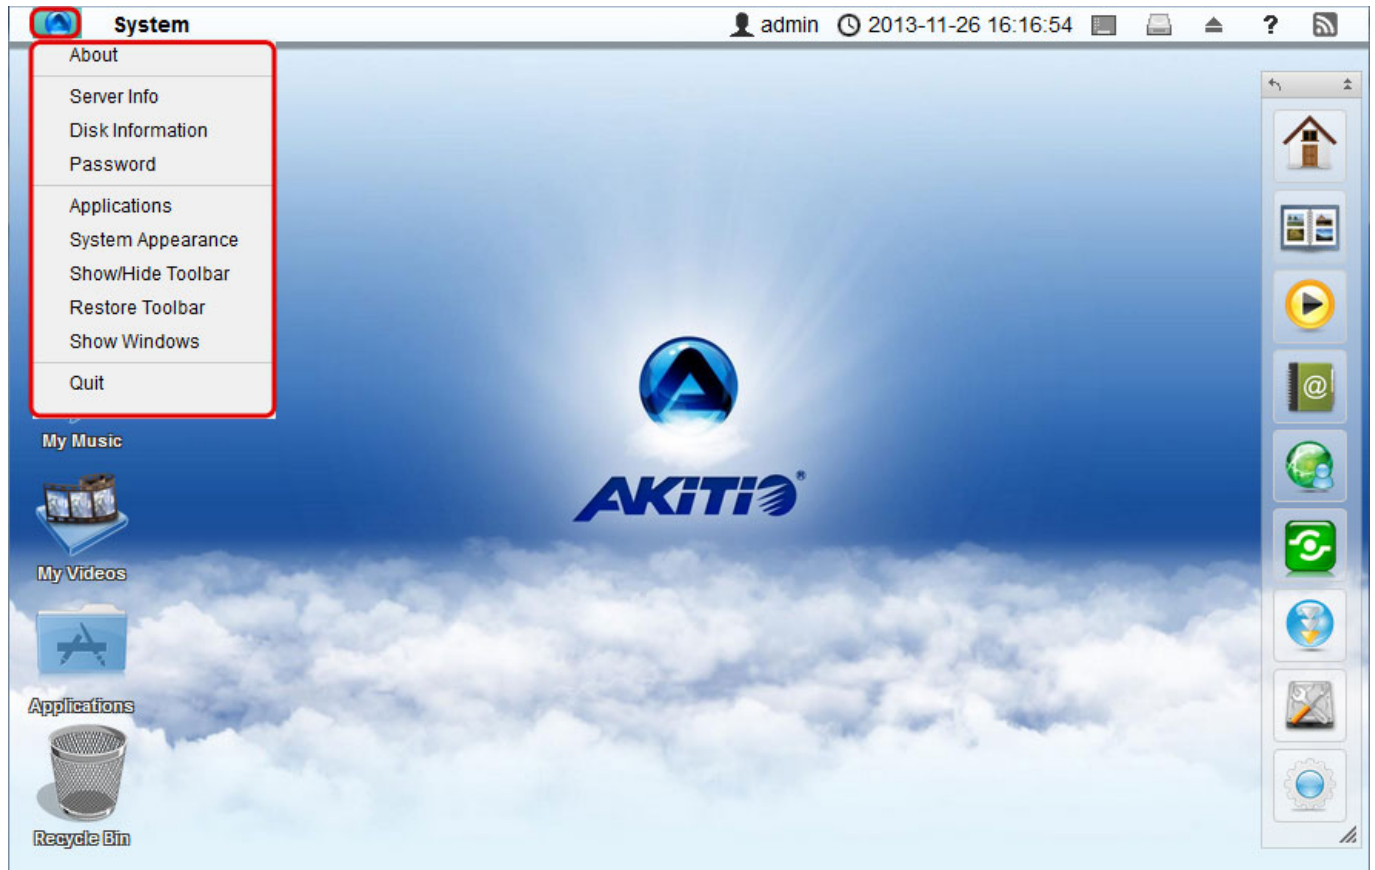 System
admin
2013-11-26 16:16:54
?
About
Server Info
Disk Information
Password
Applications
System Appearance
Show/Hide Toolbar
Restore Toolbar
Show Windows
Quit
My Music
@
AKiTiO®
My Videos
Applications
Recycle Bin